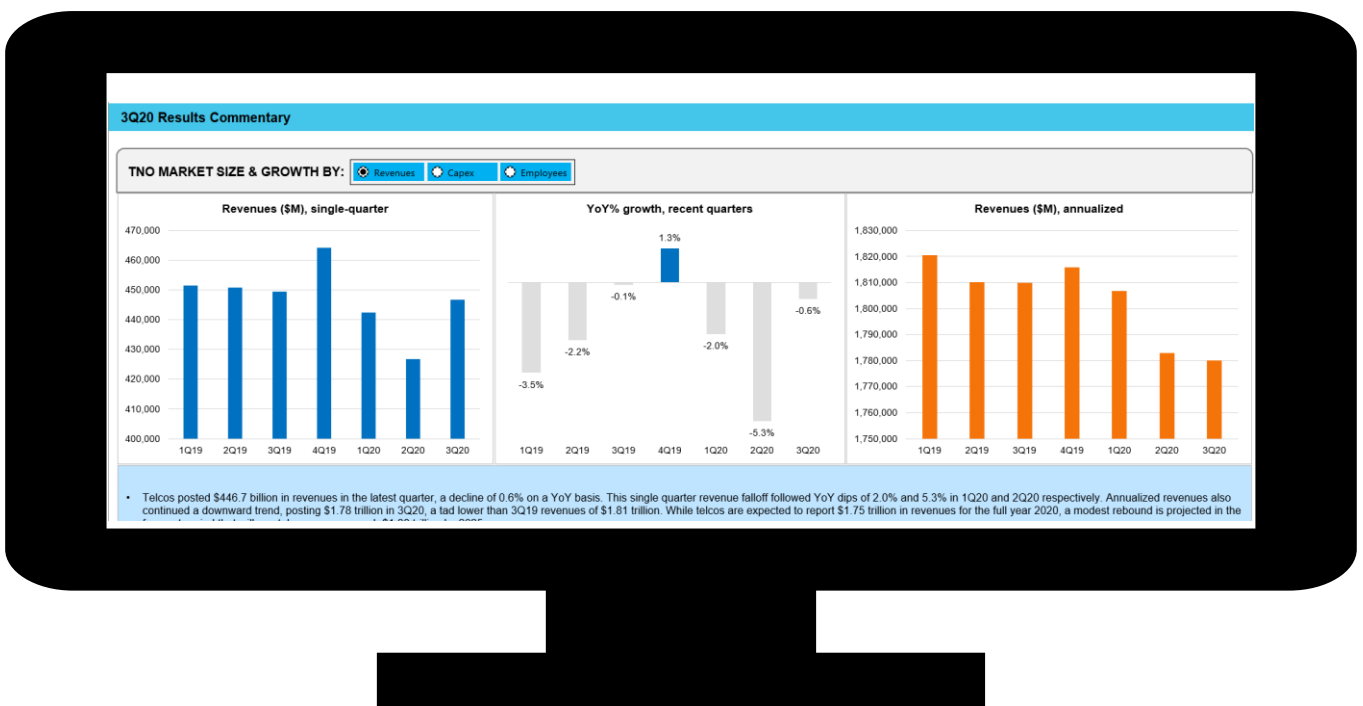 3Q20 Results Commentary
TNO MARKET SIZE & GROWTH BY: Revenues Capex Employees
Revenues ($M), single-quarter
470,000
460,000
450,000
440,000
430,000
420,000
410,000
400,000
1Q19 2Q19 3Q19 4Q19 1Q20 2Q20 3Q20
YoY% growth, recent quarters
1.3%
-0.1%
-0.6%
-2.0%
-2.2%
-3.5%
-5.3%
1Q19 2Q19 3Q19 4Q19 1Q20 2Q20 3Q20
Revenues ($M), annualized
1,830,000
1,820,000
1,810,000
1,800,000
1,790,000
1,780,000
1,770,000
1,760,000
1,750,000
1Q19 2Q19 3Q19 4Q19 1Q20 2Q20 3Q20
• Telcos posted $446.7 billion in revenues in the latest quarter, a decline of 0.6% on a YoY basis. This single quarter revenue falloff followed YoY dips of 2.0% and 5.3% in 1Q20 and 2Q20 respectively. Annualized revenues also
continued a downward trend, posting $1.78 trillion in 3Q20, a tad lower than 3Q19 revenues of $1.81 trillion. While telcos are expected to report $1.75 trillion in revenues for the full year 2020, a modest rebound is projected in the